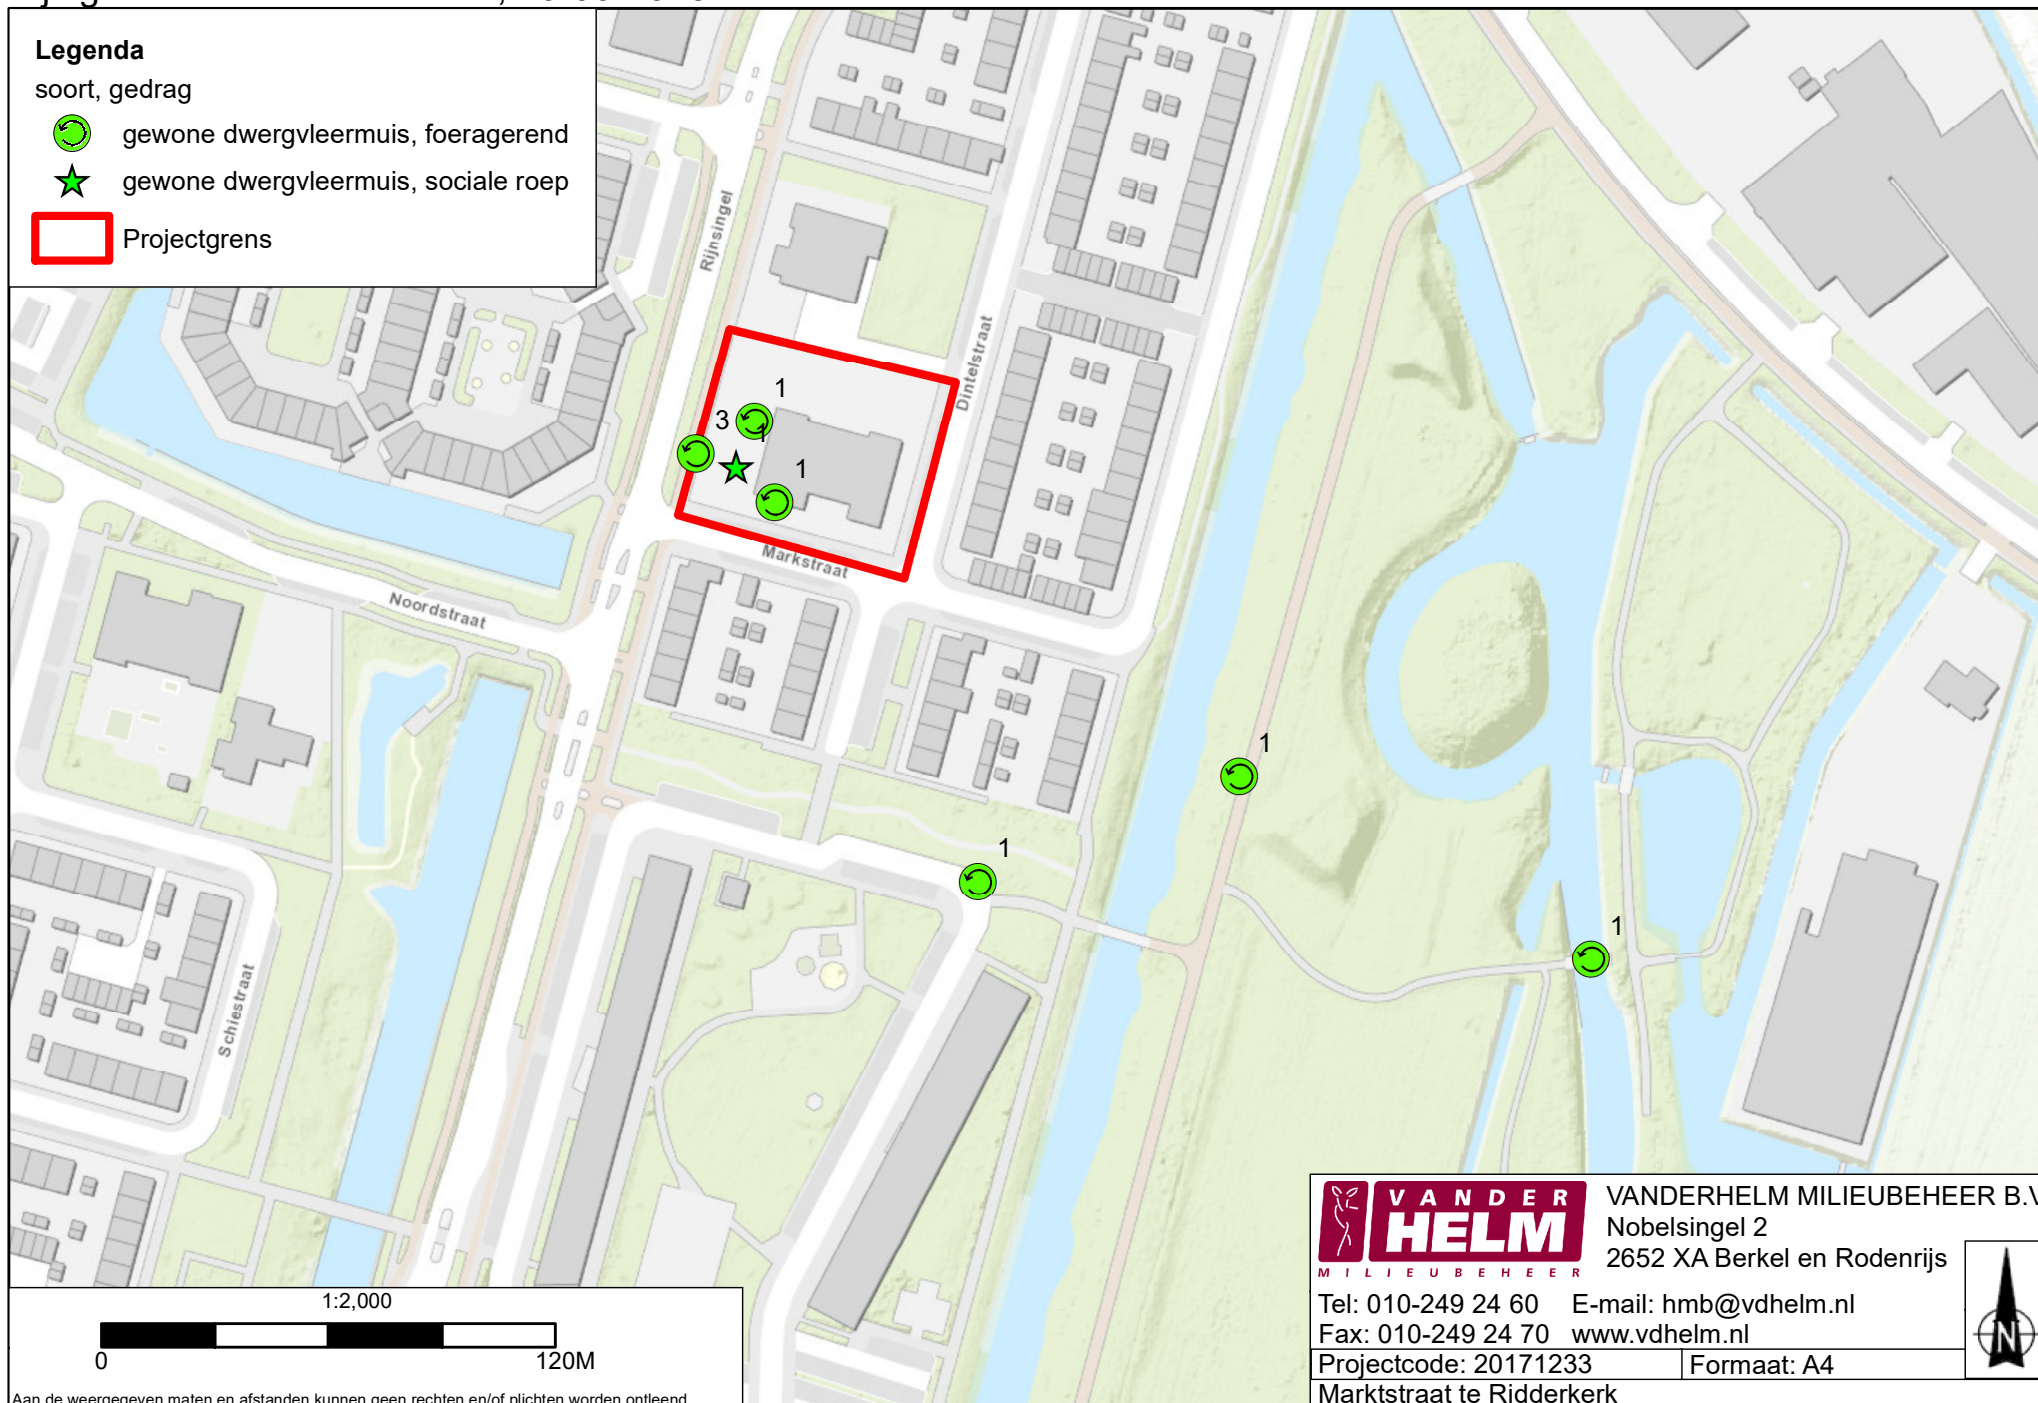 Legenda
soort, gedrag
gewone dwergvleermuis, foeragerend
gewone dwergvleermuis, sociale roep
Projectgrens
Rijnsingel
Dintelstraat
1
3
1
1
Markstraat
Noordstraat
1
1
1
Schiestraat
1:2,000
0 120M
Aan de weergegeven maten en afstanden kunnen geen rechten en/of plichten worden ontleend
VANDER
HELM
MILIEUBEHEER
VANDERHELM MILIEUBEHEER B.V
Nobelsingel 2
2652 XA Berkel en Rodenrijs
Tel: 010-249 24 60 E-mail: hmb@vdhelm.nl
Fax: 010-249 24 70 www.vdhelm.nl
N
Projectcode: 20171233 Formaat: A4
Marktstraat te Ridderkerk